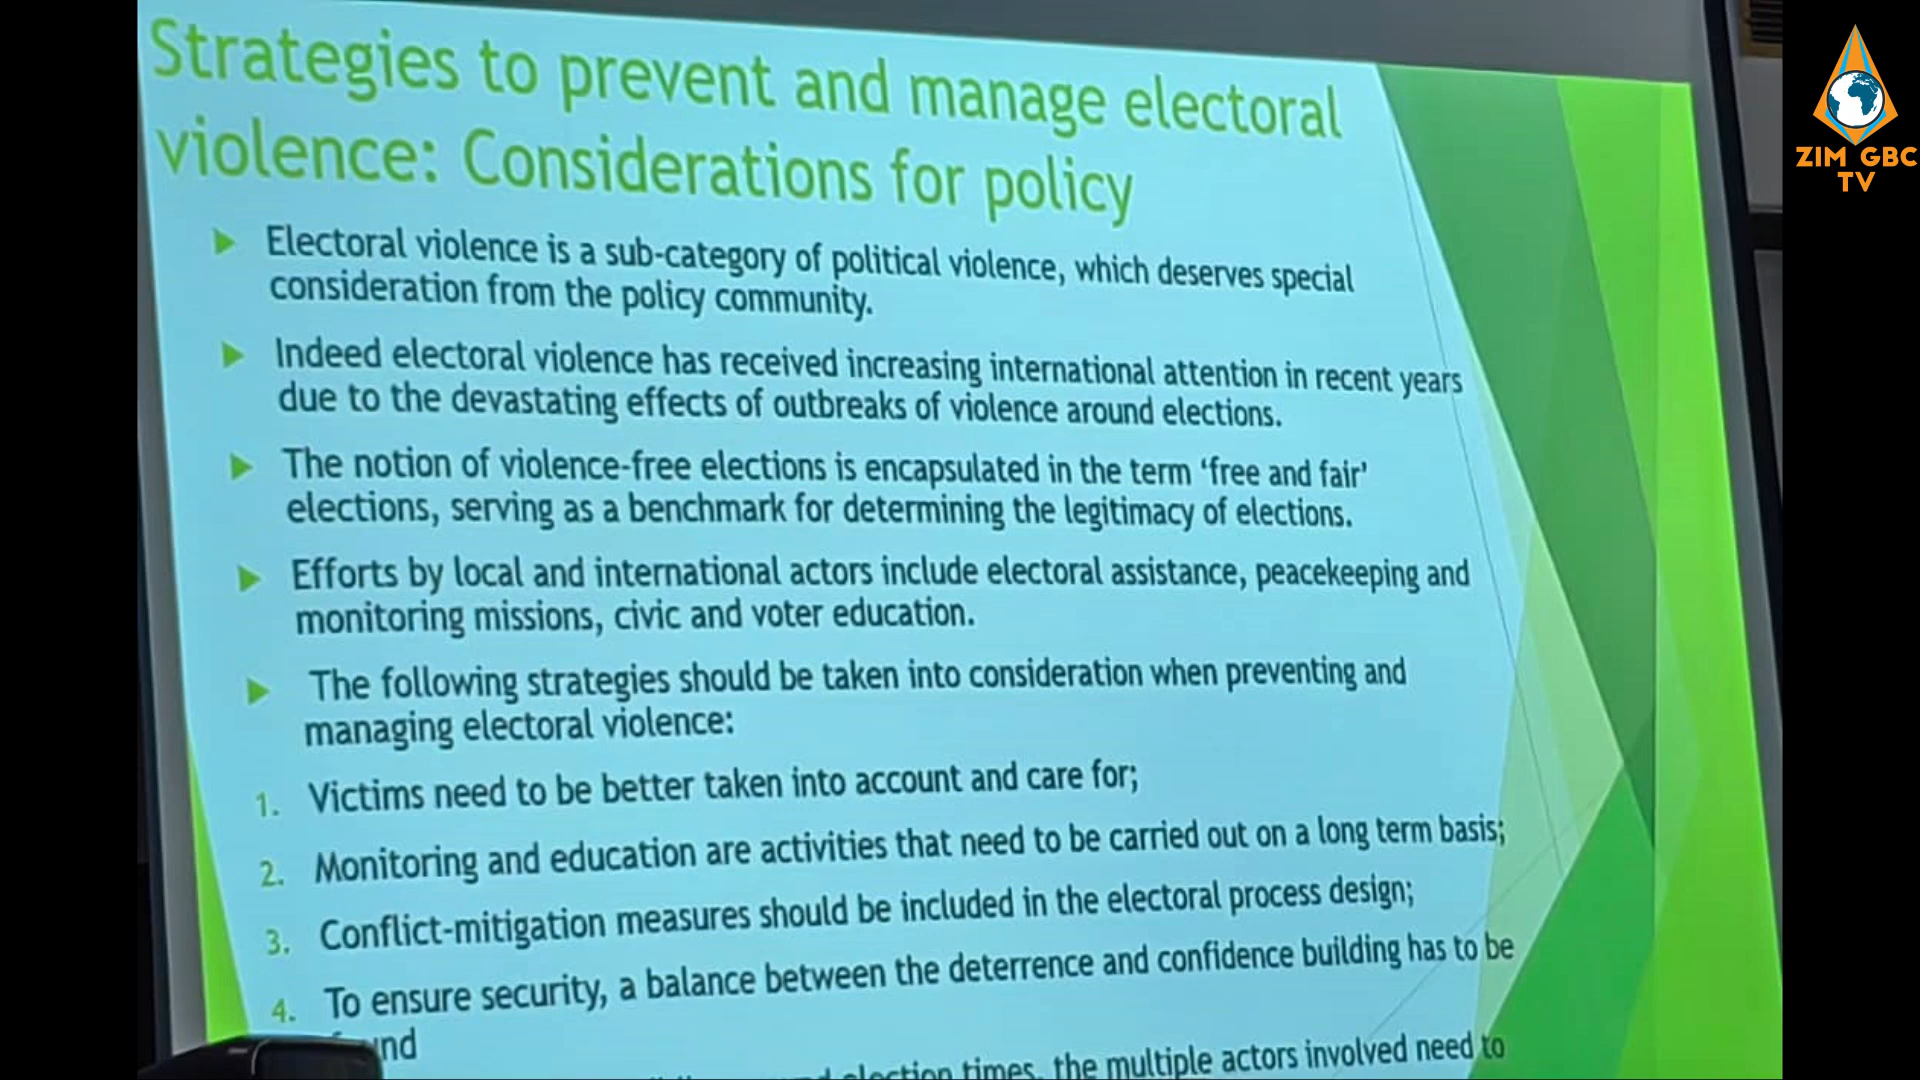 Strategies to prevent and manage electoral
violence: Considerations for policy
Electoral violence is a sub-category of political violence, which deserves special
consideration from the policy community.
Indeed electoral violence has received increasing international attention in recent years
due to the devastating effects of outbreaks of violence around elections.
The notion of violence-free elections is encapsulated in the term ‘free and fair’
elections, serving as a benchmark for determining the legitimacy of elections.
Efforts by local and international actors include electoral assistance, peacekeeping and
monitoring missions, civic and voter education.
The following strategies should be taken into consideration when preventing and
managing electoral violence:
1. Victims need to be better taken into account and care for;
2. Monitoring and education are activities that need to be carried out on a long term basis;
3. Conflict-mitigation measures should be included in the electoral process design;
4. To ensure security, a balance between the deterrence and confidence building has to be
found
election times, the multiple actors involved need to
ZIM GBC
TV